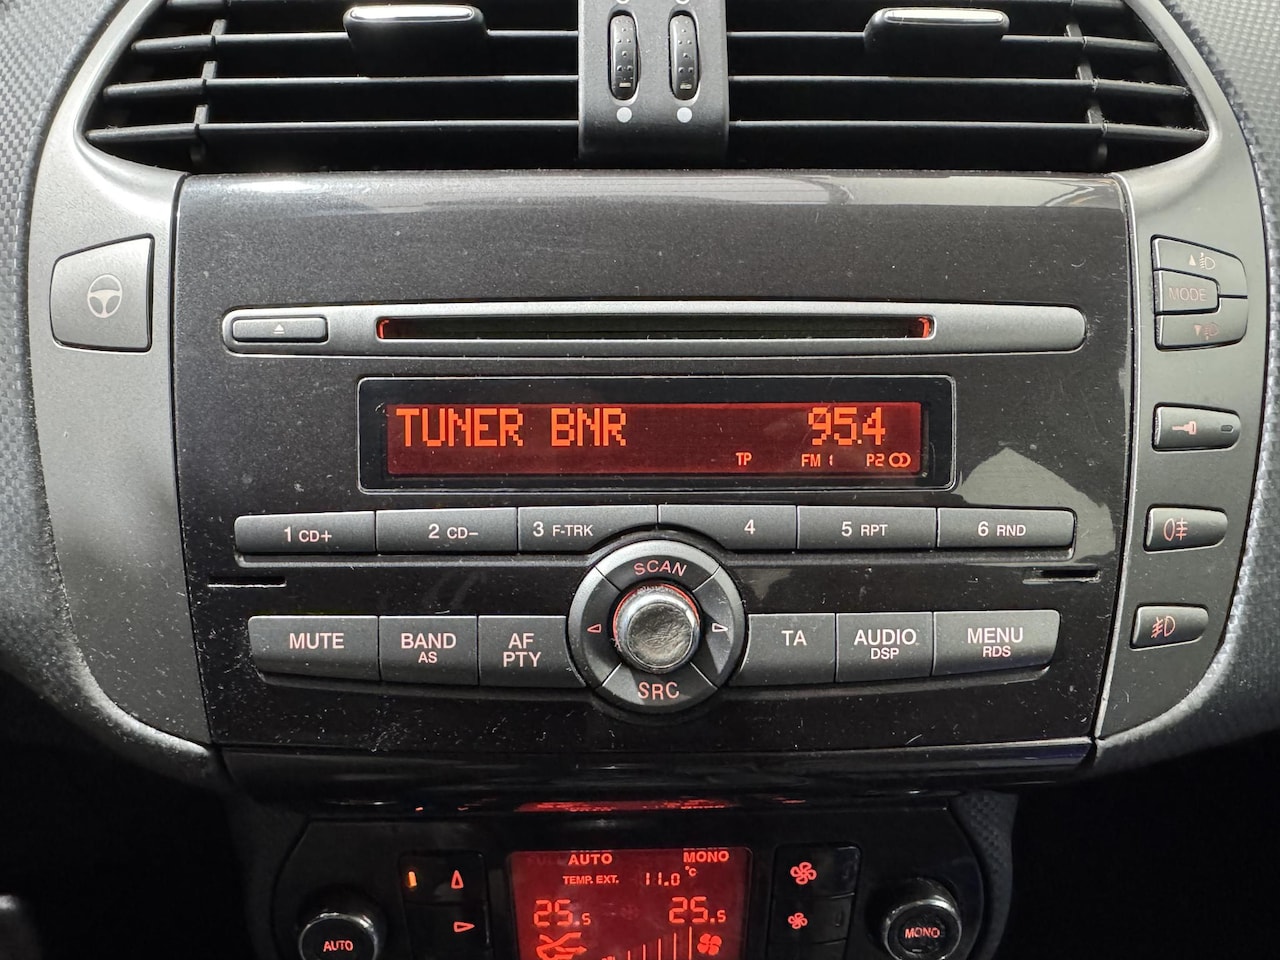 MODE
TUNER BNR 95.4
TP FM 1 P2
1 CD+ 2 CD- 3 F-TRK 4 5 RPT 6 RND
SCAN
MUTE BAND AF TA AUDIO MENU
AS PTY DSP RDS
SRC
AUTO MONO
TEMP. EXT. 11.0 °C
25.5 25.5
AUTO MONO